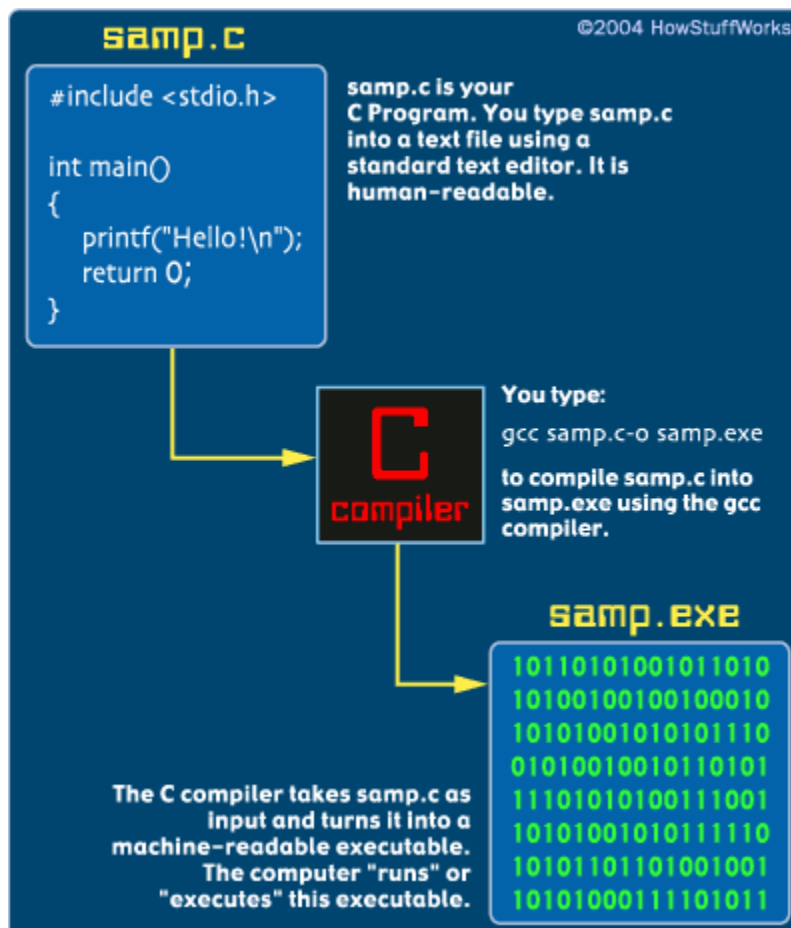 ©2004 HowStuffWorks
samp.c
#include <stdio.h>
int main()
{
printf("Hello!\n");
return 0;
}
samp.c is your
C Program. You type samp.c
into a text file using a
standard text editor. It is
human-readable.
C
compiler
You type:
gcc samp.c-o samp.exe
to compile samp.c into
samp.exe using the gcc
compiler.
samp.exe
10110101001011010
10100100100100010
10101001010101110
01010010010110101
11101010100111001
10101001010111110
10101101101001001
10101000111101011
The C compiler takes samp.c as
input and turns it into a
machine-readable executable.
The computer "runs" or
"executes" this executable.